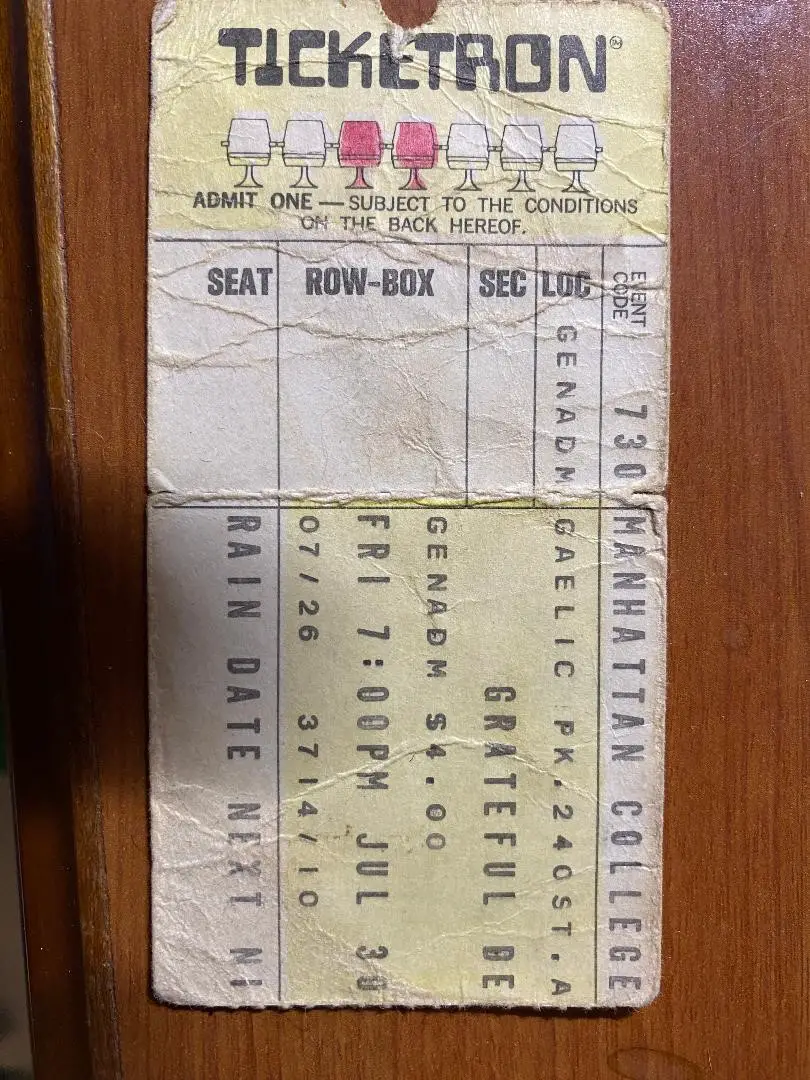 TICKETRON℠
ADMIT ONE — SUBJECT TO THE CONDITIONS
ON THE BACK HEREOF.
SEAT ROW-BOX SEC LOC EVENT CODE
730 MANHATTAN COLLEGE
GENADM GAELIC PK.240ST.A
GRATEFUL DE
GENADM $4.00
FRI 7:00PM JUL 30
07/26 3714/10
RAIN DATE NEXT NI